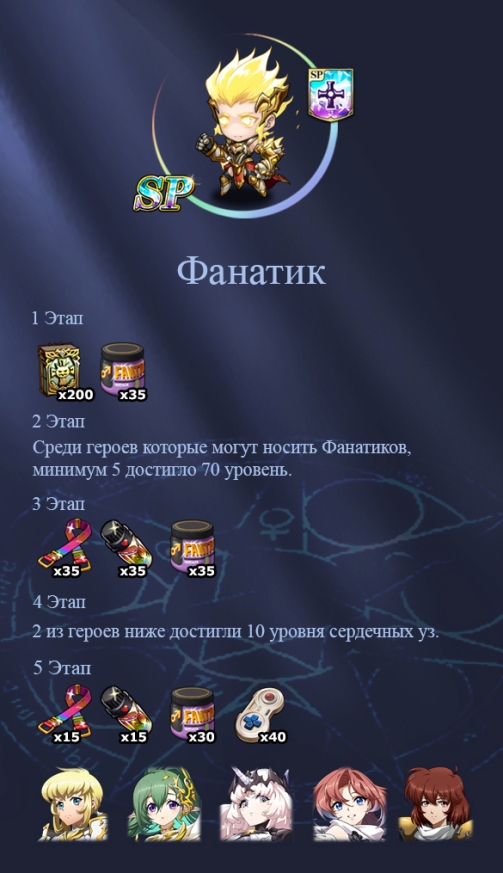 SP
SP
Фанатик
1 Этап
x200 x35
2 Этап
Среди героев которые могут носить Фанатиков,
минимум 5 достигло 70 уровень.
3 Этап
x35 x35 x35
4 Этап
2 из героев ниже достигли 10 уровня сердечных уз.
5 Этап
x15 x15 x30 x40